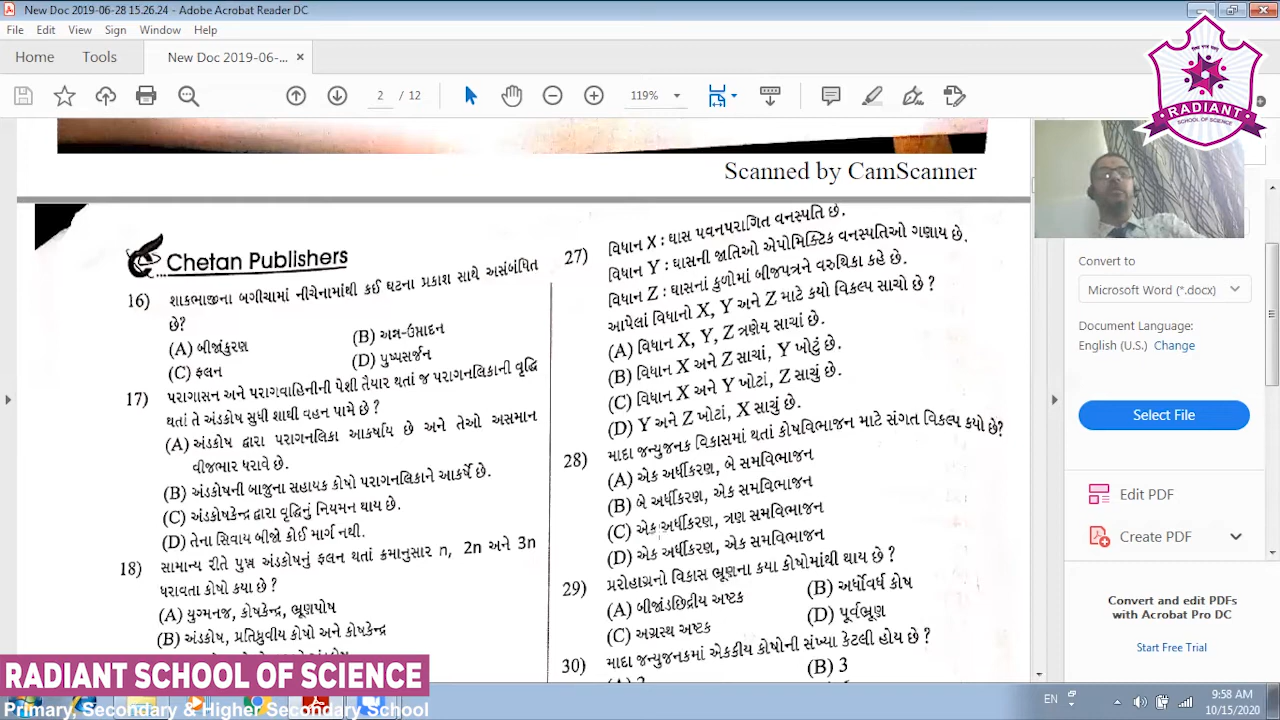 New Doc 2019-06-28 15.26.24 - Adobe Acrobat Reader DC
File Edit View Sign Window Help
Home Tools New Doc 2019-06-... ×
2 / 12 119%
RADIANT
SCHOOL OF SCIENCE
Scanned by CamScanner
Chetan Publishers
16) શાકભાજીના બગીચામાં નીચેનામાંથી કઈ ઘટના પ્રકાશ સાથે અસંબંધિત
છે?
(A) બીજાંકુરણ (B) અન્ન-ઉત્પાદન
(C) ફલન (D) પુષ્પસર્જન
17) પરાગાસન અને પરાગવાહિનીની પેશી તૈયાર થતાં જ પરાગનલિકાની વૃદ્ધિ
થતાં તે અંડકોષ સુધી શાથી વહન પામે છે ?
(A) અંડકોષ દ્વારા પરાગનલિકા આકર્ષાય છે અને તેઓ અસમાન
વીજભાર ધરાવે છે.
(B) અંડકોષની બાજુના સહાયક કોષો પરાગનલિકાને આકર્ષે છે.
(C) અંડકોષકેન્દ્ર દ્વારા વૃદ્ધિનું નિયમન થાય છે.
(D) તેના સિવાય બીજો કોઈ માર્ગ નથી.
18) સામાન્ય રીતે પુખ્ત અંડકોષનું ફલન થતાં ક્રમાનુસાર n, 2n અને 3n
ધરાવતા કોષો કયા છે ?
(A) યુગ્મનજ, કોષકેન્દ્ર, ભૂણપોષ
(B) અંડકોષ, પ્રતિધ્રુવીય કોષો અને કોષકેન્દ્ર
27) વિધાન X : ઘાસ પવનપરાગિત વનસ્પતિ છે.
વિધાન Y : ઘાસની જાતિઓ એપોમિક્ટિક વનસ્પતિઓ ગણાય છે.
વિધાન Z : ઘાસનાં કુળોમાં બીજપત્રને વરુથિકા કહે છે.
આપેલાં વિધાનો X, Y અને Z માટે કયો વિકલ્પ સાચો છે ?
(A) વિધાન X, Y, Z ત્રણેય સાચાં છે.
(B) વિધાન X અને Z સાચાં, Y ખોટું છે.
(C) વિધાન X અને Y ખોટાં, Z સાચું છે.
(D) Y અને Z ખોટાં, X સાચું છે.
28) માદા જન્યુજનક વિકાસમાં થતાં કોષવિભાજન માટે સંગત વિકલ્પ કયો છે?
(A) એક અર્ધીકરણ, બે સમવિભાજન
(B) બે અર્ધીકરણ, એક સમવિભાજન
(C) એક અર્ધીકરણ, ત્રણ સમવિભાજન
(D) એક અર્ધીકરણ, એક સમવિભાજન
29) પ્રરોહાગ્રનો વિકાસ ભૂણના કયા કોષોમાંથી થાય છે ?
(A) બીજાંડછિદ્રીય અષ્ટક (B) અર્ધોવર્ધ કોષ
(C) અગ્રસ્થ અષ્ટક (D) પૂર્વભ્રૂણ
30) માદા જન્યુજનકમાં એકકીય કોષોની સંખ્યા કેટલી હોય છે ?
(B) 3
Convert to
Microsoft Word (*.docx)
Document Language:
English (U.S.) Change
Select File
Edit PDF
Create PDF
Convert and edit PDFs
with Acrobat Pro DC
Start Free Trial
RADIANT SCHOOL OF SCIENCE
Primary, Secondary & Higher Secondary School
EN 9:58 AM
10/15/2020